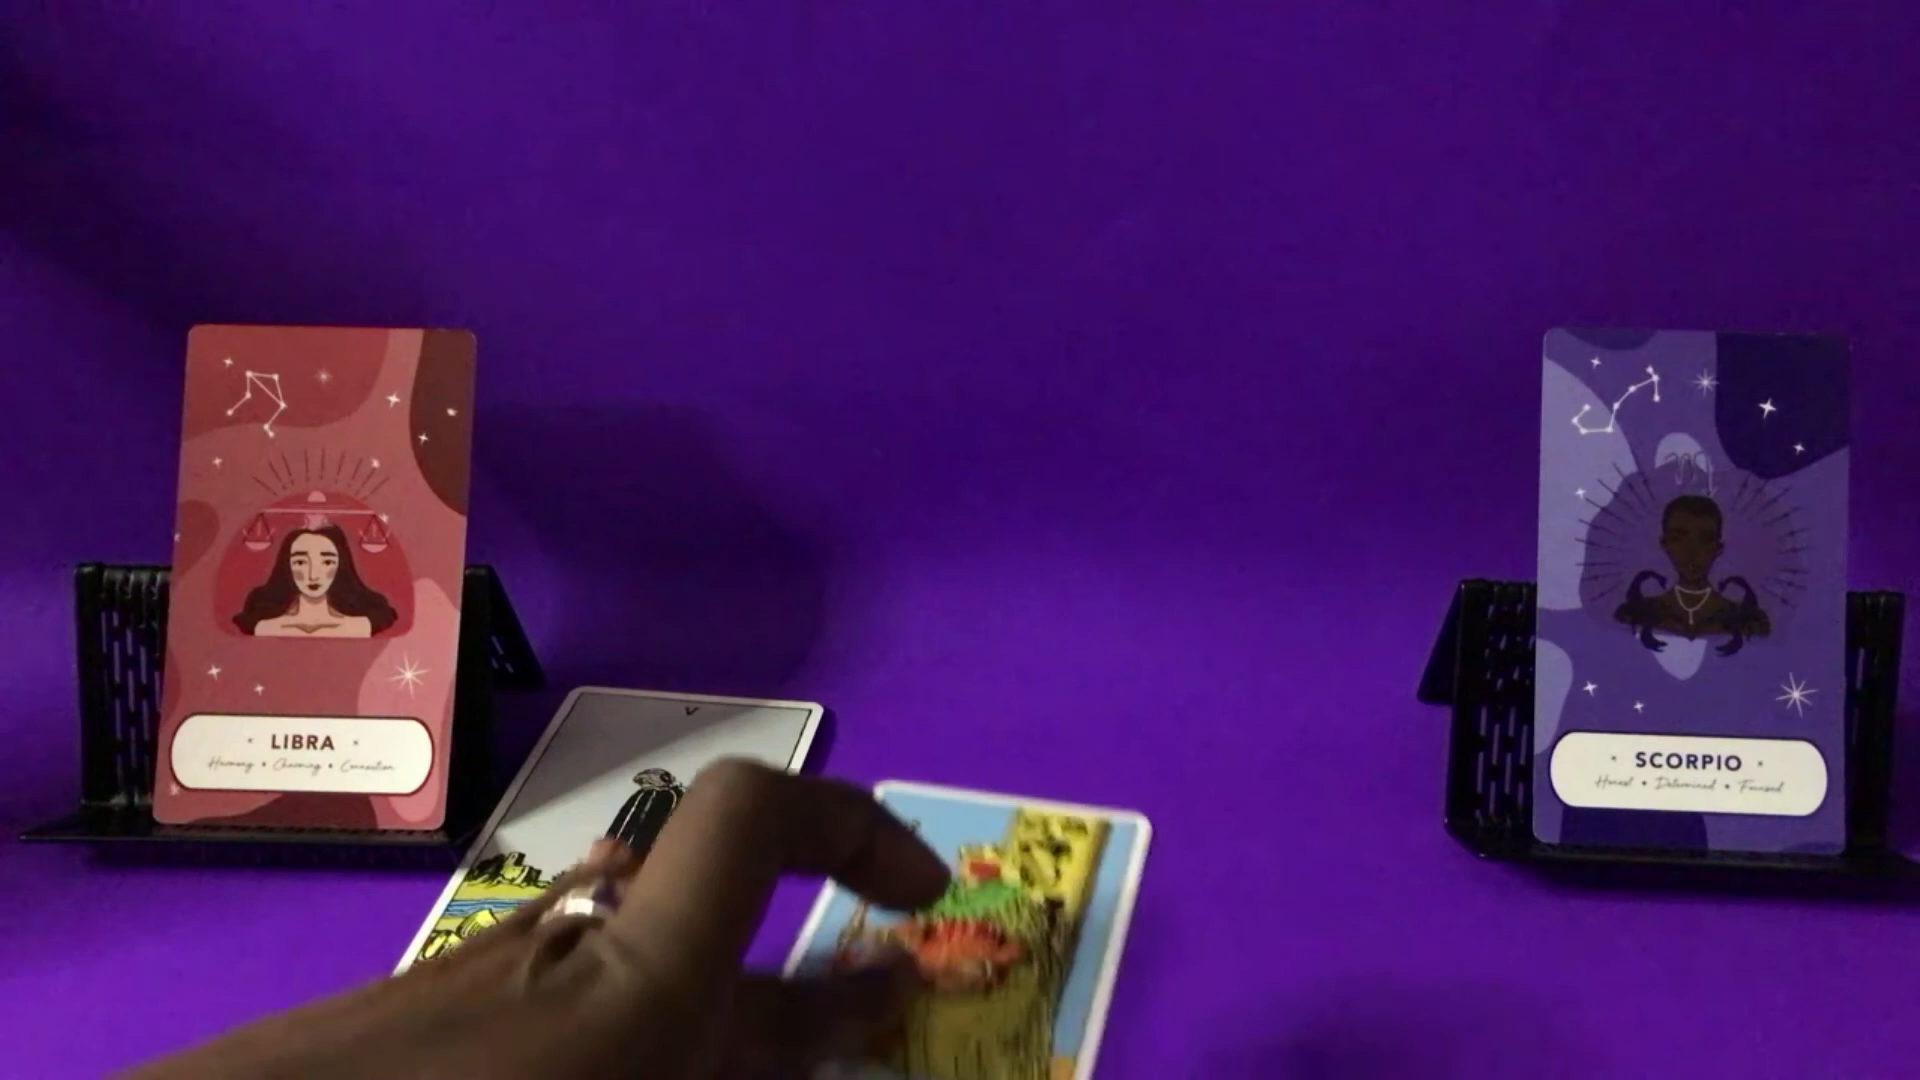 LIBRA
Harmony • Charming • Connection
V
SCORPIO
Honest • Determined • Focused